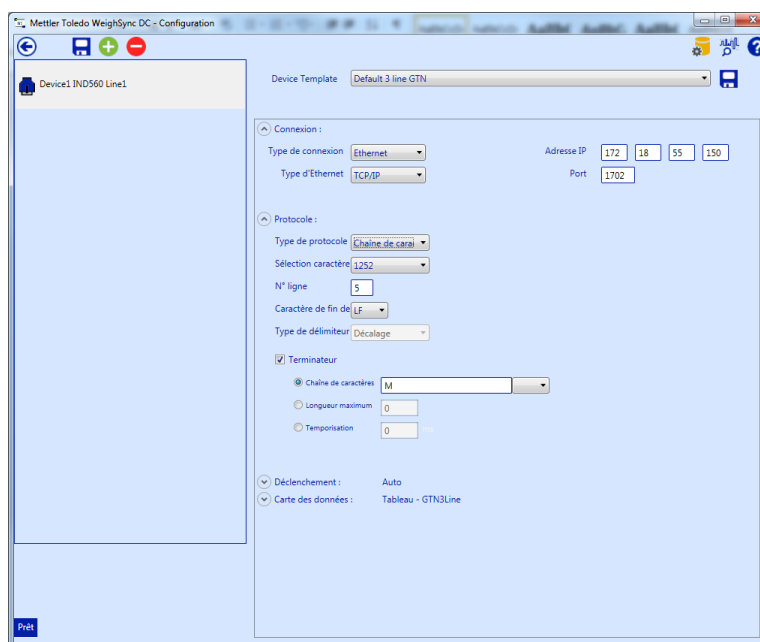 Mettler Toledo WeighSync DC - Configuration
Device1 IND560 Line1
Device Template Default 3 line GTN
Connexion :
Type de connexion Ethernet Adresse IP 172 18 55 150
Type d'Ethernet TCP/IP Port 1702
Protocole :
Type de protocole Chaîne de carac
Sélection caractère 1252
N° ligne 5
Caractère de fin de LF
Type de délimiteur Décalage
Terminateur
Chaîne de caractères M
Longueur maximum 0
Temporisation 0
Déclenchement : Auto
Carte des données : Tableau - GTN3Line
Prêt